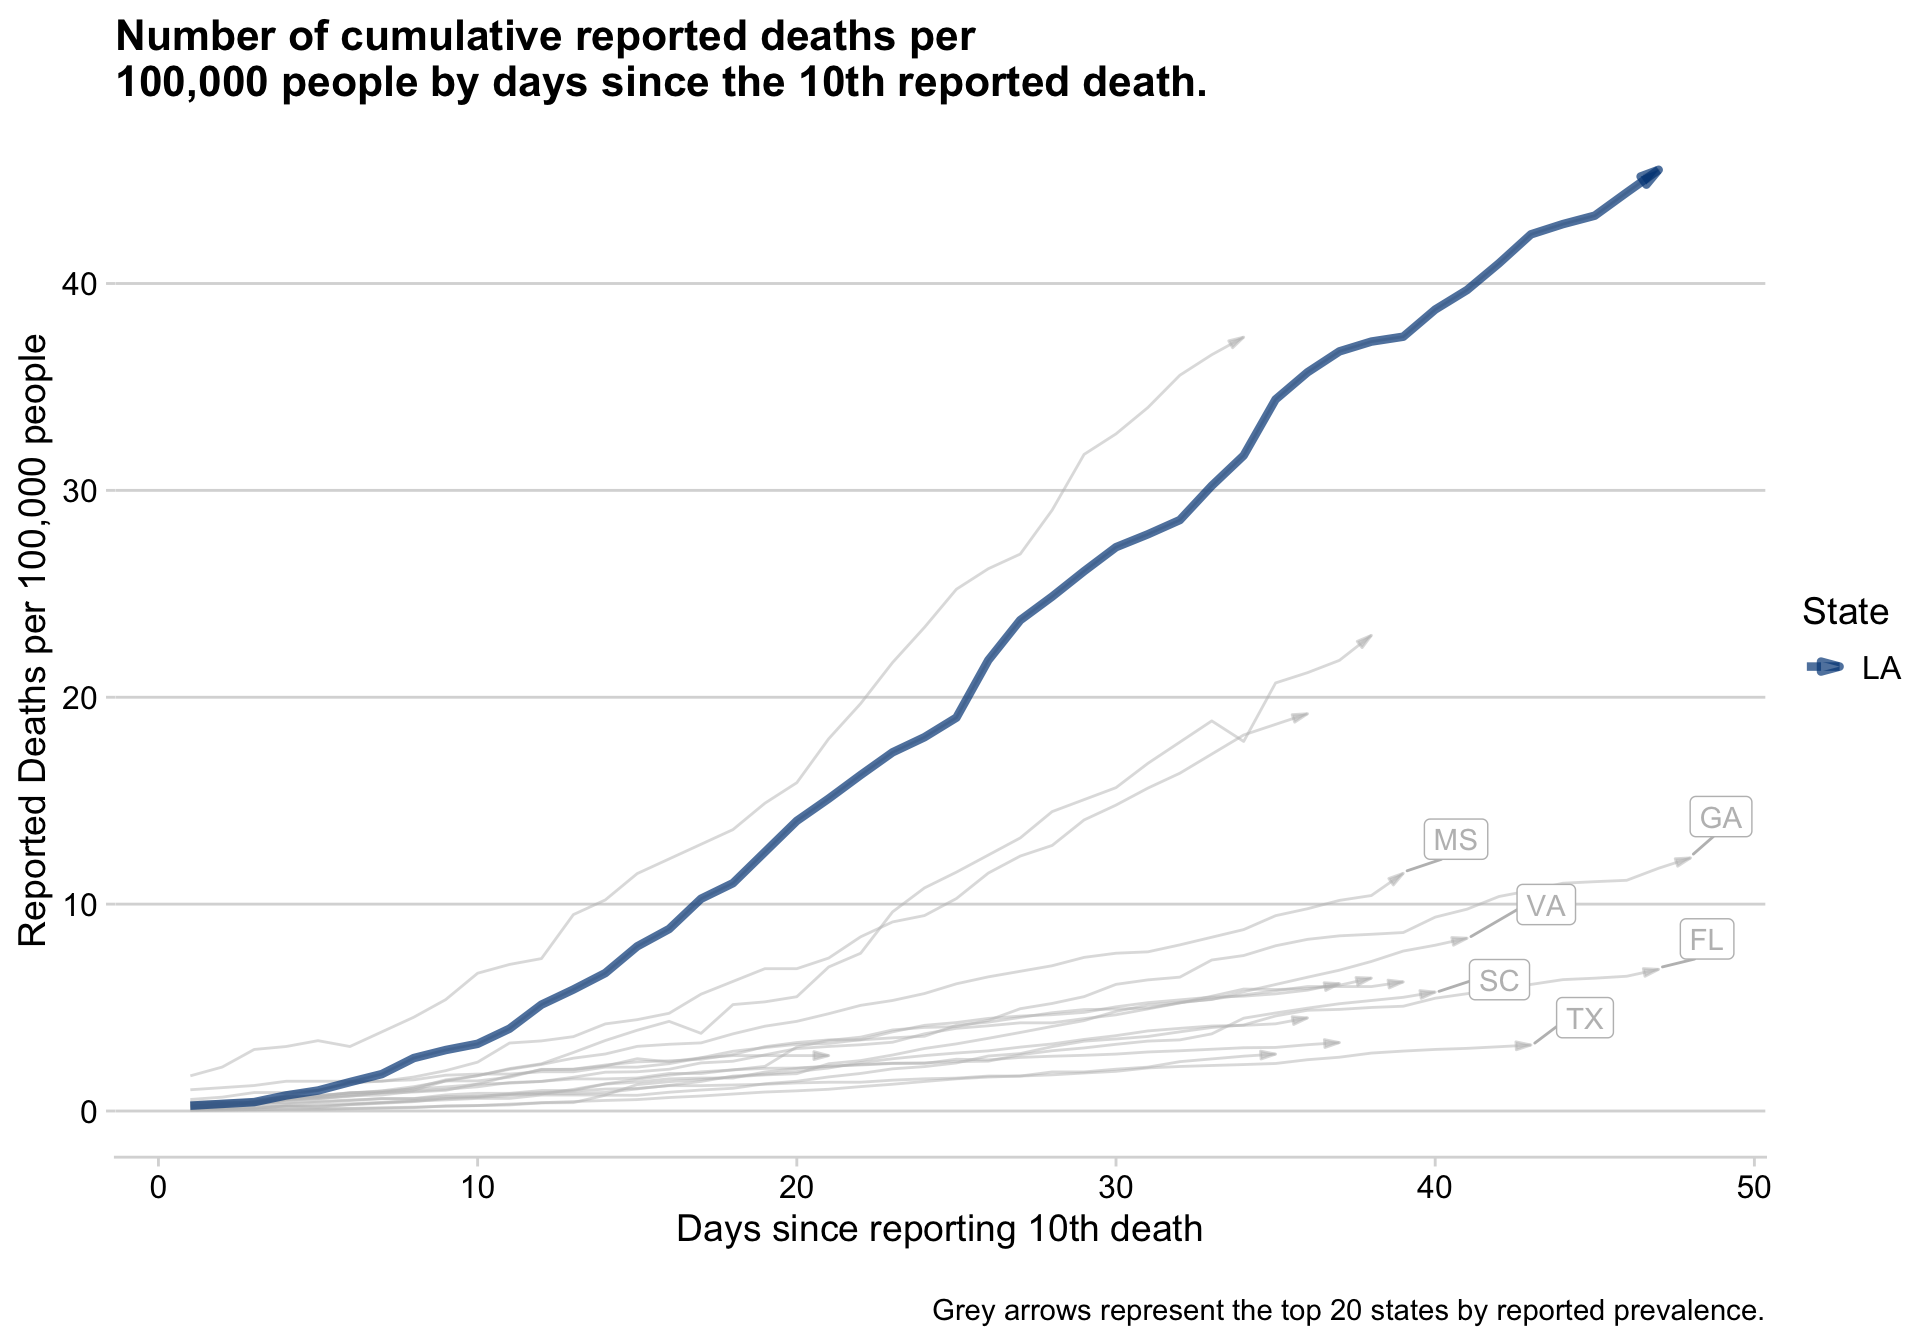 Number of cumulative reported deaths per
100,000 people by days since the 10th reported death.
Reported Deaths per 100,000 people
40
30
20
10
0
GA
MS
VA
FL
SC
TX
State
LA
0 10 20 30 40 50
Days since reporting 10th death
Grey arrows represent the top 20 states by reported prevalence.